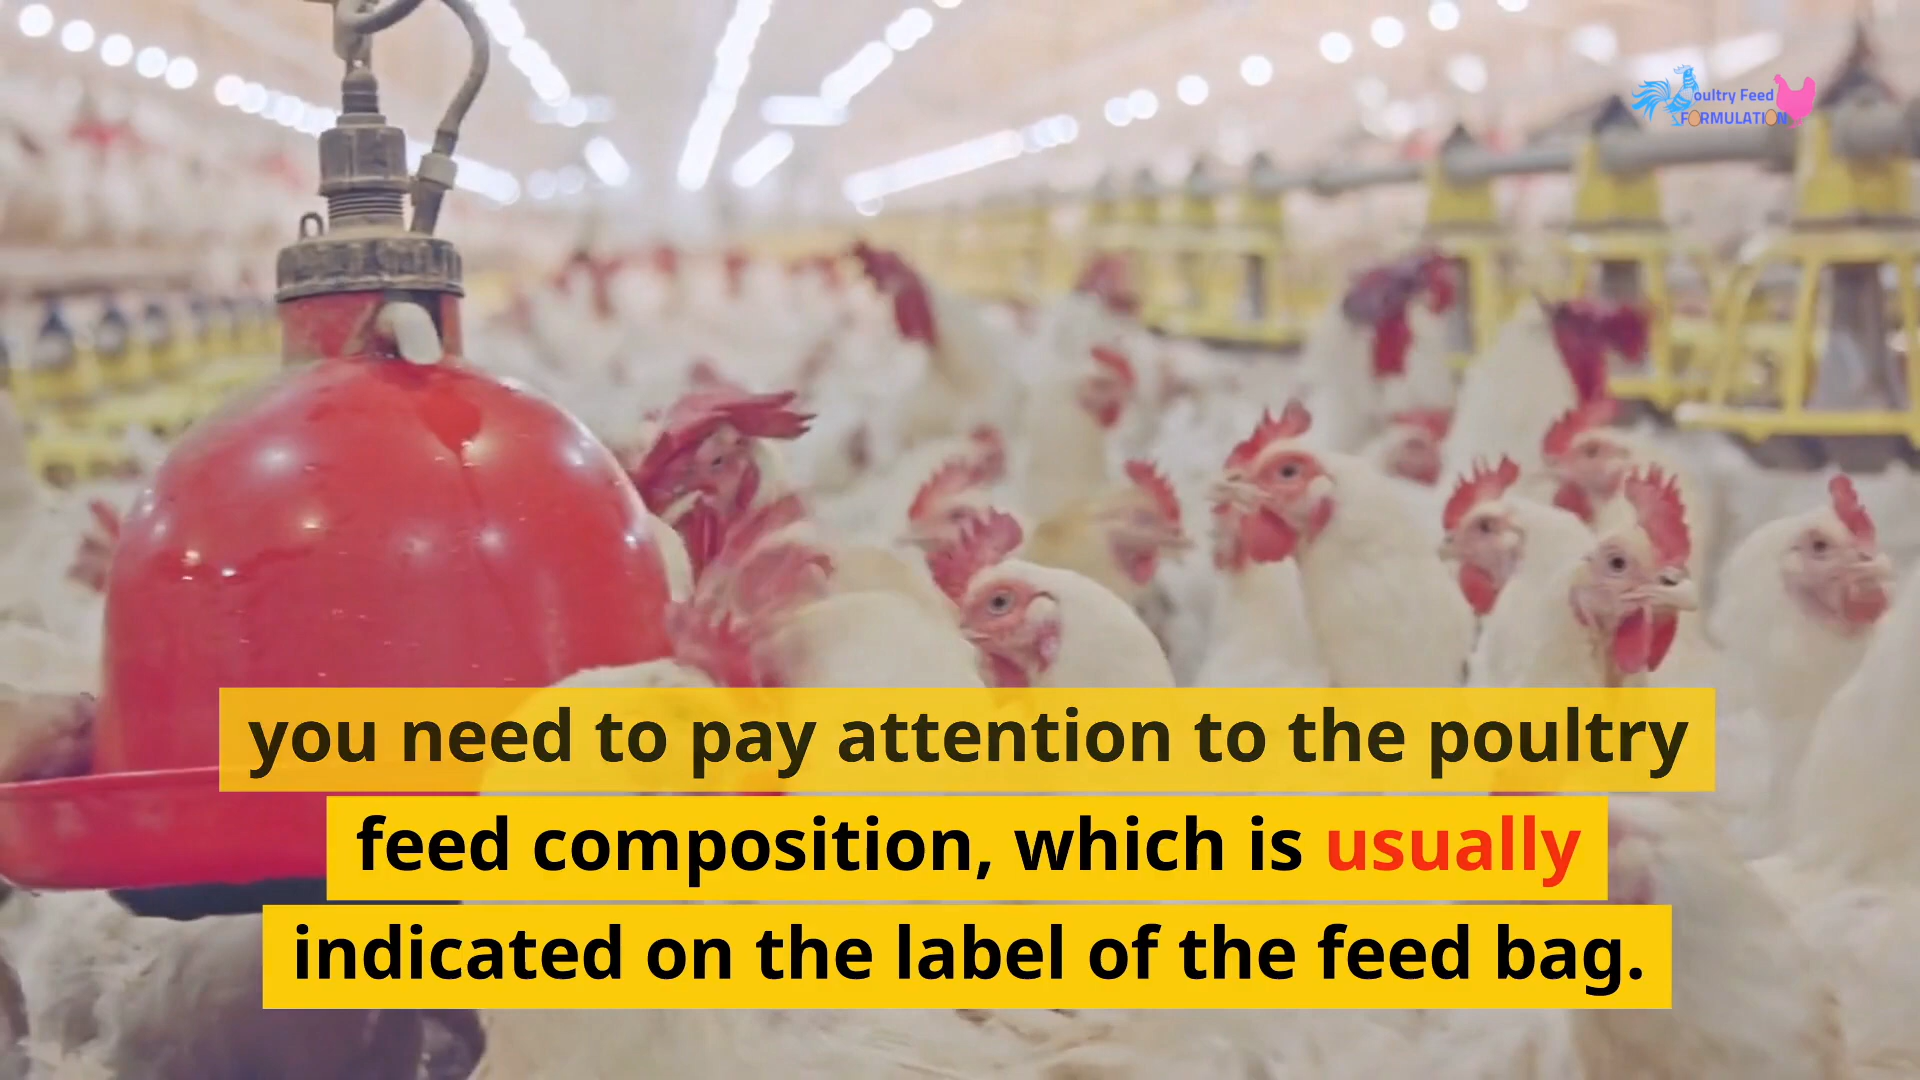 oultry Feed
FORMULATION
you need to pay attention to the poultry
feed composition, which is usually
indicated on the label of the feed bag.